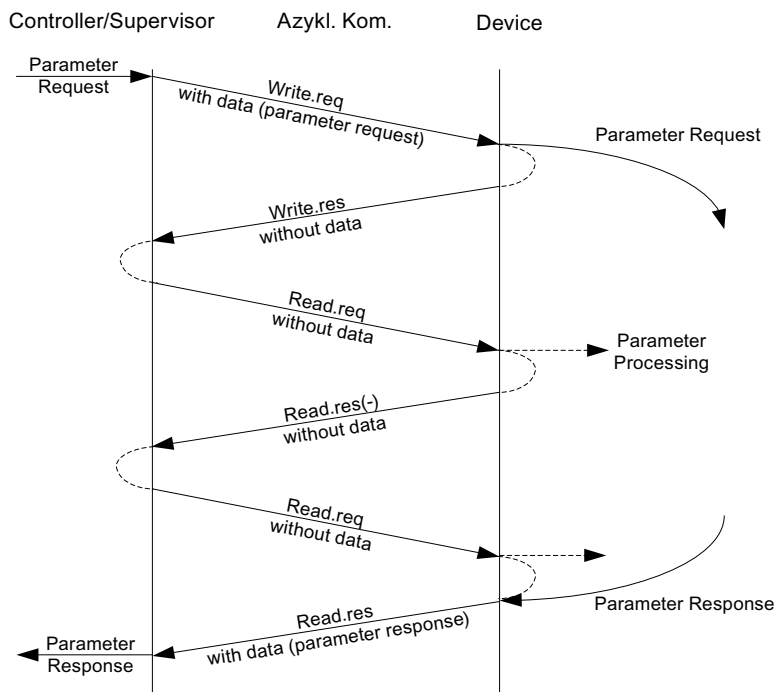 Controller/Supervisor
Azykl. Kom.
Device
Parameter
Request
Write.req
with data (parameter request)
Parameter Request
Write.res
without data
Read.req
without data
Parameter
Processing
Read.res(-)
without data
Read.req
without data
Parameter Response
Read.res
with data (parameter response)
Parameter
Response